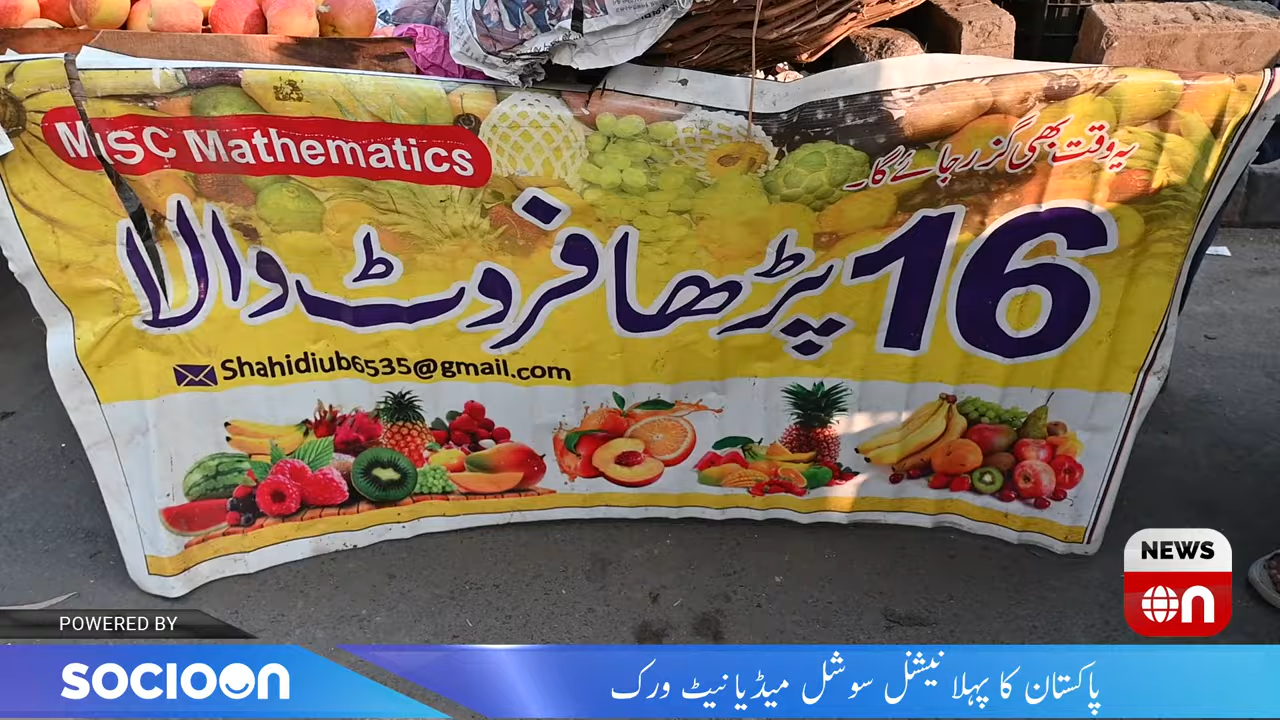 MSC Mathematics
یہ وقت بھی گزر جائے گا۔
16 پڑھا فروٹ والا
Shahidiub6535@gmail.com
NEWS
On
POWERED BY
SOCIOON
پاکستان کا پہلا نیشنل سوشل میڈیا نیٹ ورک